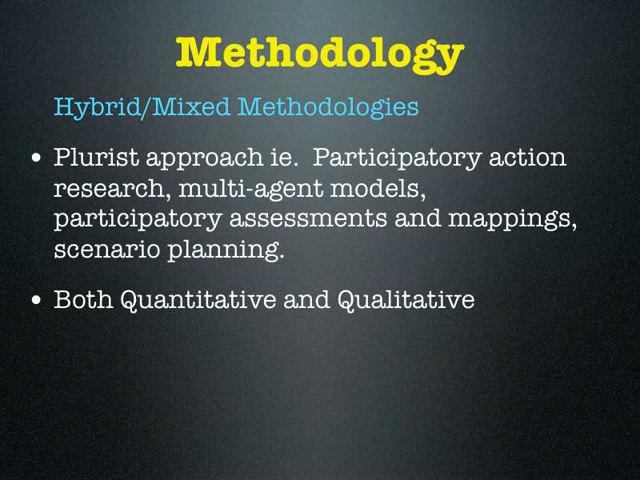 Methodology
Hybrid/Mixed Methodologies
• Plurist approach ie.  Participatory action
research, multi-agent models,
participatory assessments and mappings,
scenario planning.
• Both Quantitative and Qualitative